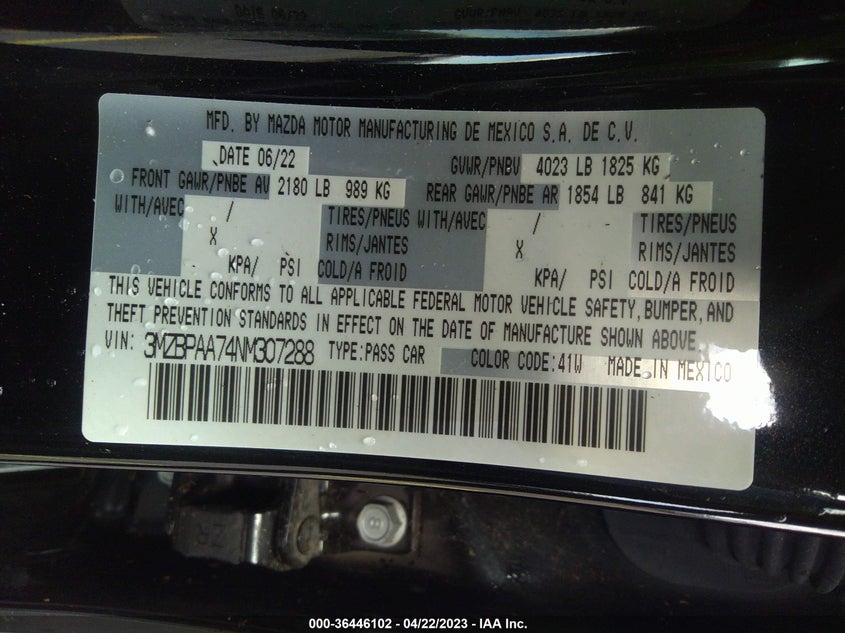 MFD. BY MAZDA MOTOR MANUFACTURING DE MEXICO S.A. DE C.V.
DATE 06/22 GVWR/PNBV 4023 LB 1825 KG
FRONT GAWR/PNBE AV 2180 LB 989 KG REAR GAWR/PNBE AR 1854 LB 841 KG
WITH/AVEC / TIRES/PNEUS WITH/AVEC / TIRES/PNEUS
X RIMS/JANTES X RIMS/JANTES
KPA/ PSI COLD/A FROID KPA/ PSI COLD/A FROID
THIS VEHICLE CONFORMS TO ALL APPLICABLE FEDERAL MOTOR VEHICLE SAFETY, BUMPER, AND
THEFT PREVENTION STANDARDS IN EFFECT ON THE DATE OF MANUFACTURE SHOWN ABOVE.
VIN: 3MZBPAA74NM307288 TYPE: PASS CAR COLOR CODE: 41W MADE IN MEXICO
000-36446102 - 04/22/2023 - IAA Inc.